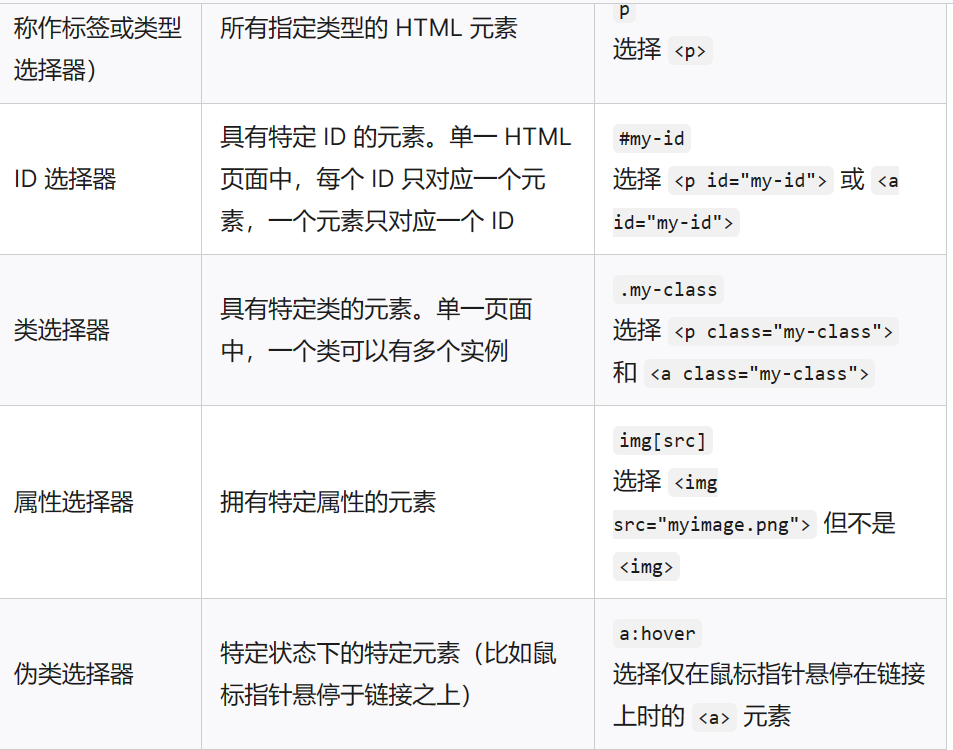 称作标签或类型
选择器）
所有指定类型的 HTML 元素
p
选择 <p>
ID 选择器
具有特定 ID 的元素。单一 HTML
页面中，每个 ID 只对应一个元
素，一个元素只对应一个 ID
#my-id
选择 <p id="my-id"> 或 <a
id="my-id">
类选择器
具有特定类的元素。单一页面
中，一个类可以有多个实例
.my-class
选择 <p class="my-class">
和 <a class="my-class">
属性选择器
拥有特定属性的元素
img[src]
选择 <img
src="myimage.png"> 但不是
<img>
伪类选择器
特定状态下的特定元素（比如鼠
标指针悬停于链接之上）
a:hover
选择仅在鼠标指针悬停在链接
上时的 <a> 元素